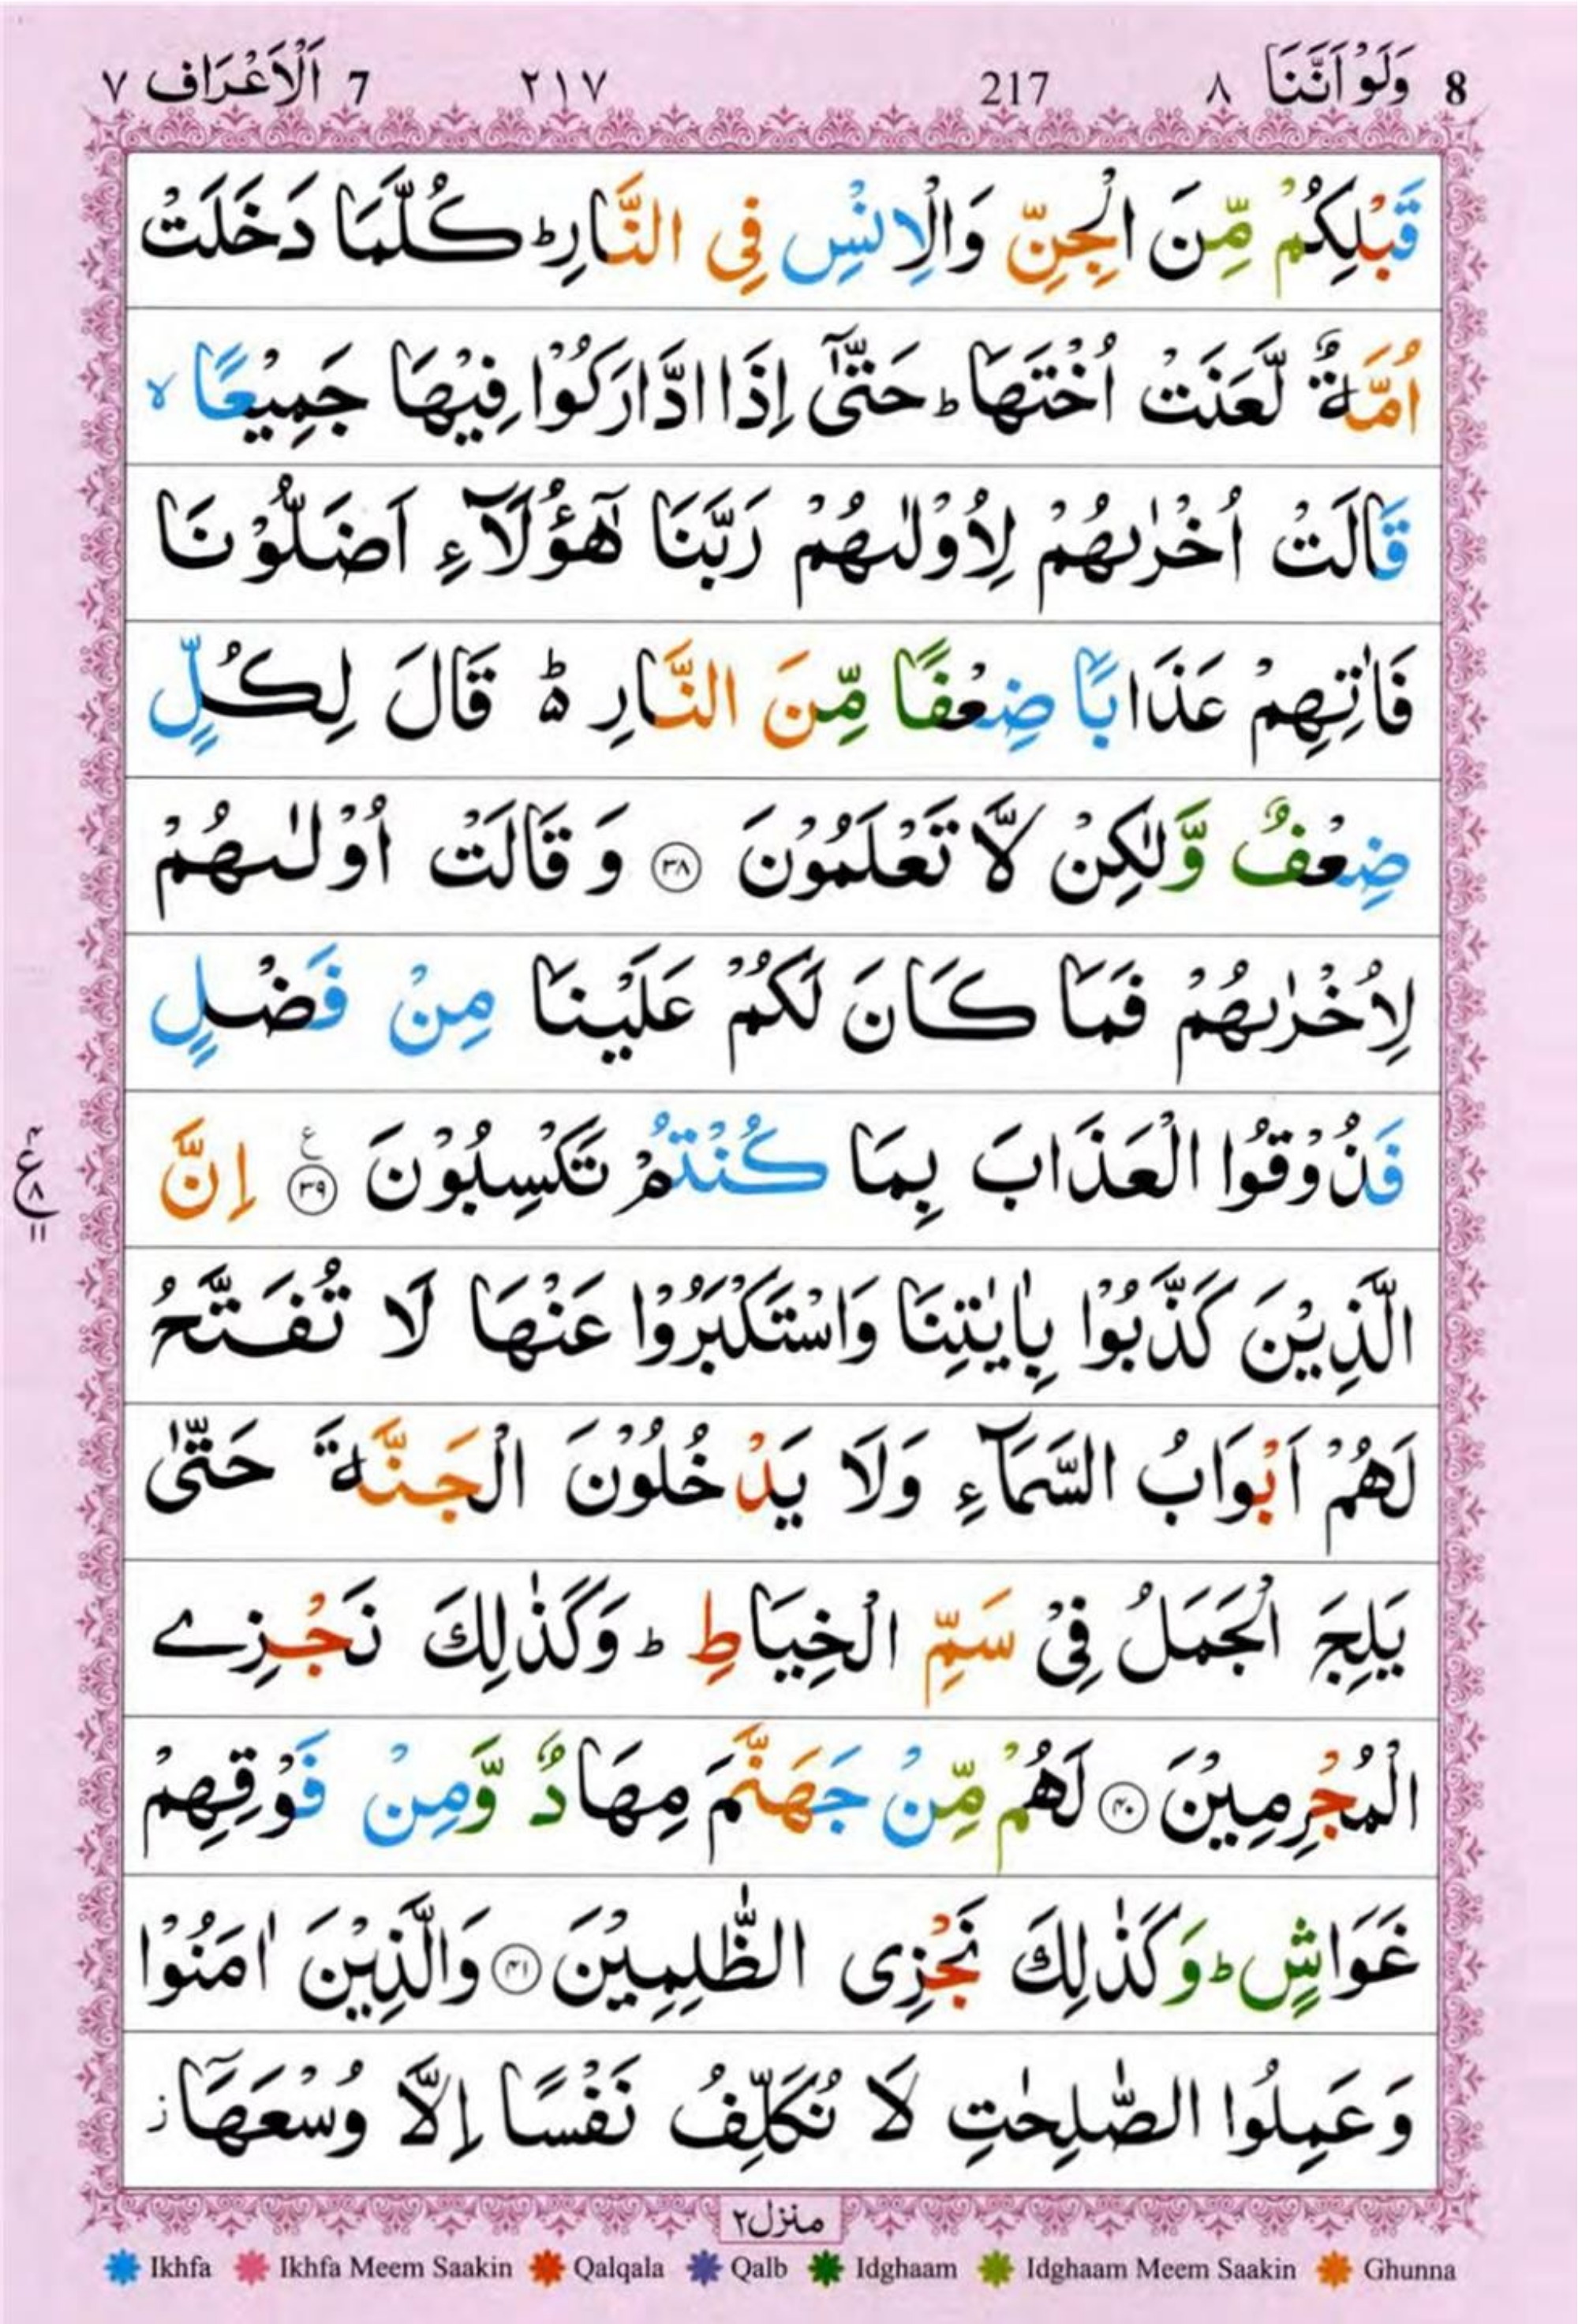 8 وَلَوْ اَنَّنَا ٨ 217 ٢١٧ 7 اَلْاَعْرَاف ٧
قَبْلِكُمْ مِّنَ الْجِنِّ وَالْاِنْسِ فِى النَّارِ ؕ كُلَّمَا دَخَلَتْ
اُمَّةٌ لَّعَنَتْ اُخْتَهَا ؕ حَتّٰٓى اِذَا ادَّارَكُوْا فِيْهَا جَمِيْعًا ۙ
قَالَتْ اُخْرٰىهُمْ لِاُوْلٰىهُمْ رَبَّنَا هٰٓؤُلَآءِ اَضَلُّوْنَا
فَاٰتِهِمْ عَذَابًا ضِعْفًا مِّنَ النَّارِ ؕ۬ قَالَ لِكُلٍّ
ضِعْفٌ وَّلٰكِنْ لَّا تَعْلَمُوْنَ ﴿٣٨﴾ وَ قَالَتْ اُوْلٰىهُمْ
لِاُخْرٰىهُمْ فَمَا كَانَ لَكُمْ عَلَيْنَا مِنْ فَضْلٍ
فَذُوْقُوا الْعَذَابَ بِمَا كُنْتُمْ تَكْسِبُوْنَ ﴿٣٩﴾ ع اِنَّ
٤ ع ٨ ١١
الَّذِيْنَ كَذَّبُوْا بِاٰيٰتِنَا وَاسْتَكْبَرُوْا عَنْهَا لَا تُفَتَّحُ
لَهُمْ اَبْوَابُ السَّمَآءِ وَلَا يَدْخُلُوْنَ الْجَنَّةَ حَتّٰى
يَلِجَ الْجَمَلُ فِىْ سَمِّ الْخِيَاطِ ؕ وَكَذٰلِكَ نَجْزِے
الْمُجْرِمِيْنَ ﴿٤٠﴾ لَهُمْ مِّنْ جَهَنَّمَ مِهَادٌ وَّمِنْ فَوْقِهِمْ
غَوَاشٍ ؕ وَكَذٰلِكَ نَجْزِى الظّٰلِمِيْنَ ﴿٤١﴾ وَالَّذِيْنَ اٰمَنُوْا
وَعَمِلُوا الصّٰلِحٰتِ لَا نُكَلِّفُ نَفْسًا اِلَّا وُسْعَهَاۤ ز
منزل٢
Ikhfa Ikhfa Meem Saakin Qalqala Qalb Idghaam Idghaam Meem Saakin Ghunna